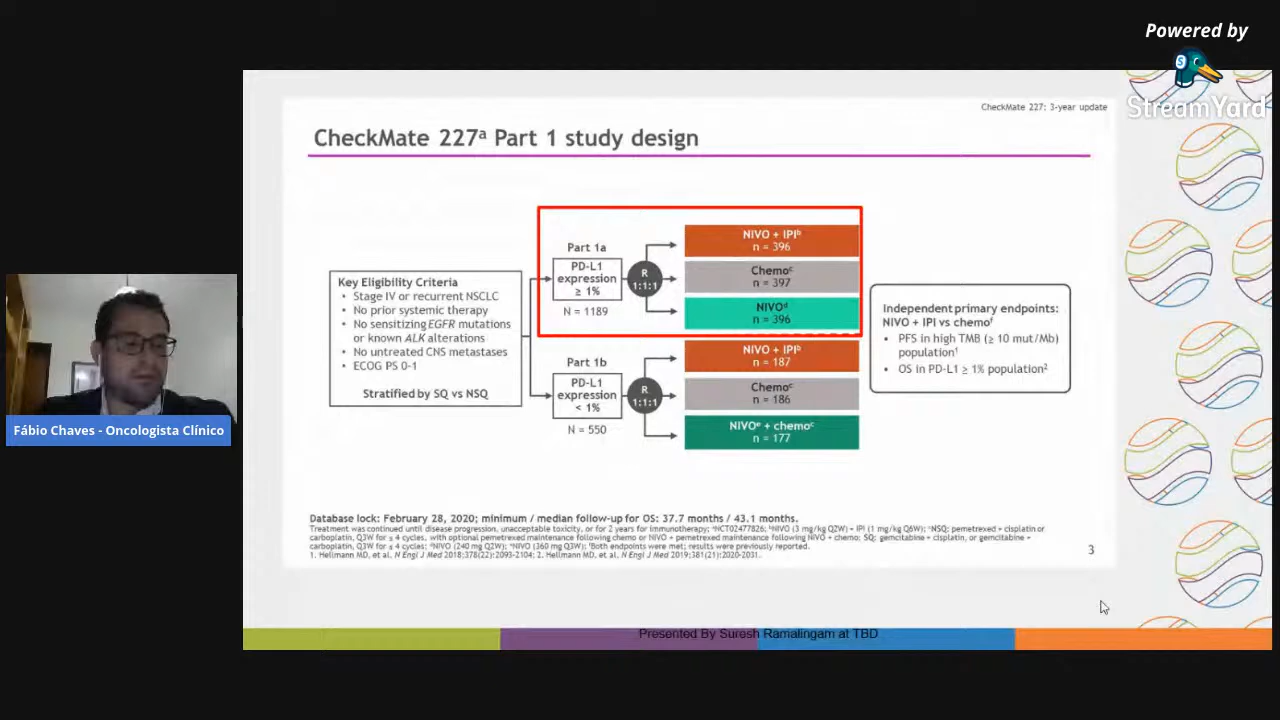 Powered by
StreamYard
CheckMate 227: 3-year update
CheckMate 227ᵃ Part 1 study design
Key Eligibility Criteria
• Stage IV or recurrent NSCLC
• No prior systemic therapy
• No sensitizing EGFR mutations
or known ALK alterations
• No untreated CNS metastases
• ECOG PS 0-1
Stratified by SQ vs NSQ
Part 1a
PD-L1
expression
≥ 1%
N = 1189
R
1:1:1
NIVO + IPIᵇ
n = 396
Chemoᶜ
n = 397
NIVOᵈ
n = 396
Part 1b
PD-L1
expression
< 1%
N = 550
R
1:1:1
NIVO + IPIᵇ
n = 187
Chemoᶜ
n = 186
NIVOᵉ + chemoᶜ
n = 177
Independent primary endpoints:
NIVO + IPI vs chemoᶠ
• PFS in high TMB (≥ 10 mut/Mb)
population¹
• OS in PD-L1 ≥ 1% population²
Fábio Chaves - Oncologista Clínico
Database lock: February 28, 2020; minimum / median follow-up for OS: 37.7 months / 43.1 months.
Treatment was continued until disease progression, unacceptable toxicity, or for 2 years for immunotherapy; ᵃNCT02477826; ᵇNIVO (3 mg/kg Q2W) + IPI (1 mg/kg Q6W); ᶜNSQ: pemetrexed + cisplatin or
carboplatin, Q3W for ≤ 4 cycles, with optional pemetrexed maintenance following chemo or NIVO + pemetrexed maintenance following NIVO + chemo; SQ: gemcitabine + cisplatin, or gemcitabine +
carboplatin, Q3W for ≤ 4 cycles; ᵈNIVO (240 mg Q2W); ᵉNIVO (360 mg Q3W); ᶠBoth endpoints were met; results were previously reported.
1. Hellmann MD, et al. N Engl J Med 2018;378(22):2093-2104; 2. Hellmann MD, et al. N Engl J Med 2019;381(21):2020-2031.
3
Presented By Suresh Ramalingam at TBD